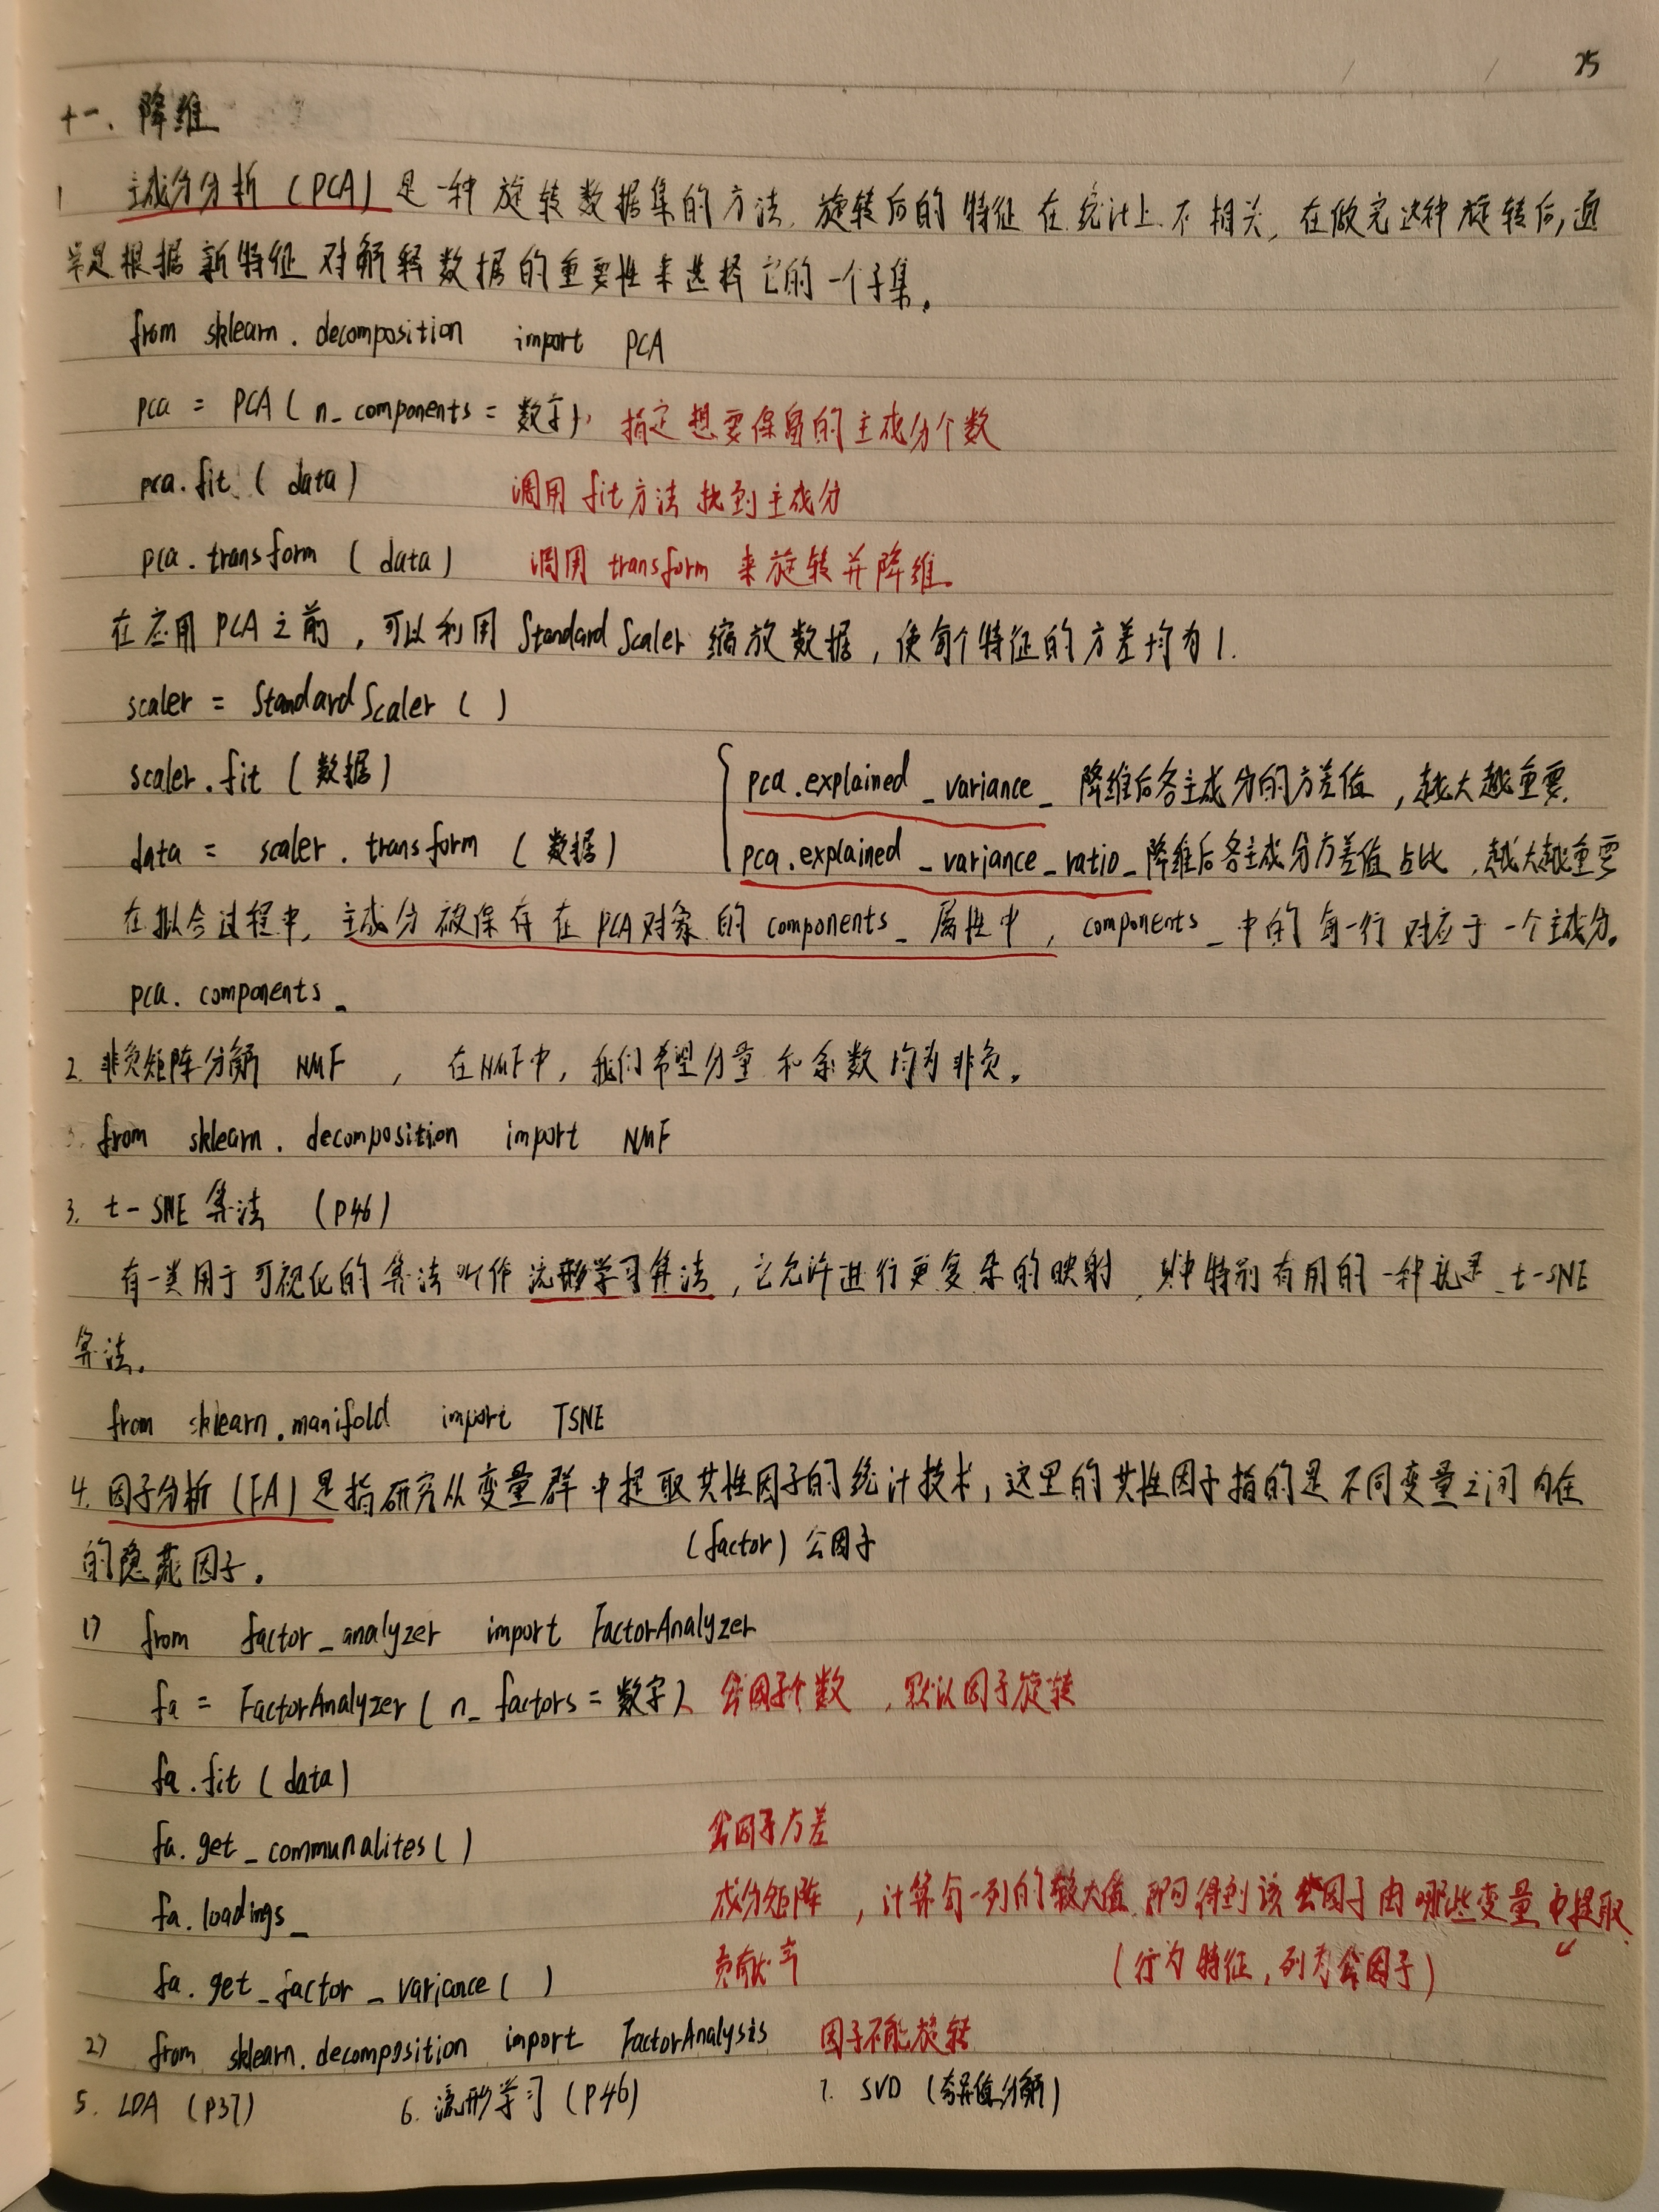 25
十一、降维
1 主成分分析（PCA）是一种旋转数据集的方法，旋转后的特征在统计上不相关，在做完这种旋转后，通
常是根据新特征对解释数据的重要性来选择它的一个子集。
from sklearn.decomposition import PCA
pca = PCA(n_components = 数字)， 指定想要保留的主成分个数
pca.fit(data) 调用fit方法找到主成分
pca.transform(data) 调用transform来旋转并降维。
在应用PCA之前，可以利用StandardScaler缩放数据，使每个特征的方差均为1.
scaler = StandardScaler()
scaler.fit(数据) pca.explained_variance_ 降维后各主成分的方差值，越大越重要.
data = scaler.transform(数据) pca.explained_variance_ratio_ 降维后各主成分方差值占比，越大越重要
在拟合过程中，主成分被保存在PCA对象的components_属性中，components_中的每一行对应于一个主成分。
pca.components_
2. 非负矩阵分解 NMF ，在NMF中，我们希望分量和系数均为非负。
from sklearn.decomposition import NMF
3. t-SNE算法 (P46)
有一类用于可视化的算法叫作流形学习算法，它允许进行更复杂的映射，其中特别有用的一种就是t-SNE
算法。
from sklearn.manifold import TSNE
4. 因子分析(FA)是指研究从变量群中提取共性因子的统计技术，这里的共性因子指的是不同变量之间内在
的隐藏因子。 (factor) 公因子
1) from factor_analyzer import FactorAnalyzer
fa = FactorAnalyzer(n_factors = 数字) 公因子个数，默认因子旋转
fa.fit(data)
fa.get_communalites() 公因子方差
fa.loadings_ 成分矩阵，计算每一列的较大值，即可得到该公因子由哪些变量中提取
fa.get_factor_variance() 贡献率 (行为特征，列为公因子)
2) from sklearn.decomposition import FactorAnalysis 因子不能旋转
5. LDA (P37) 6. 流形学习 (P46) 7. SVD (奇异值分解)